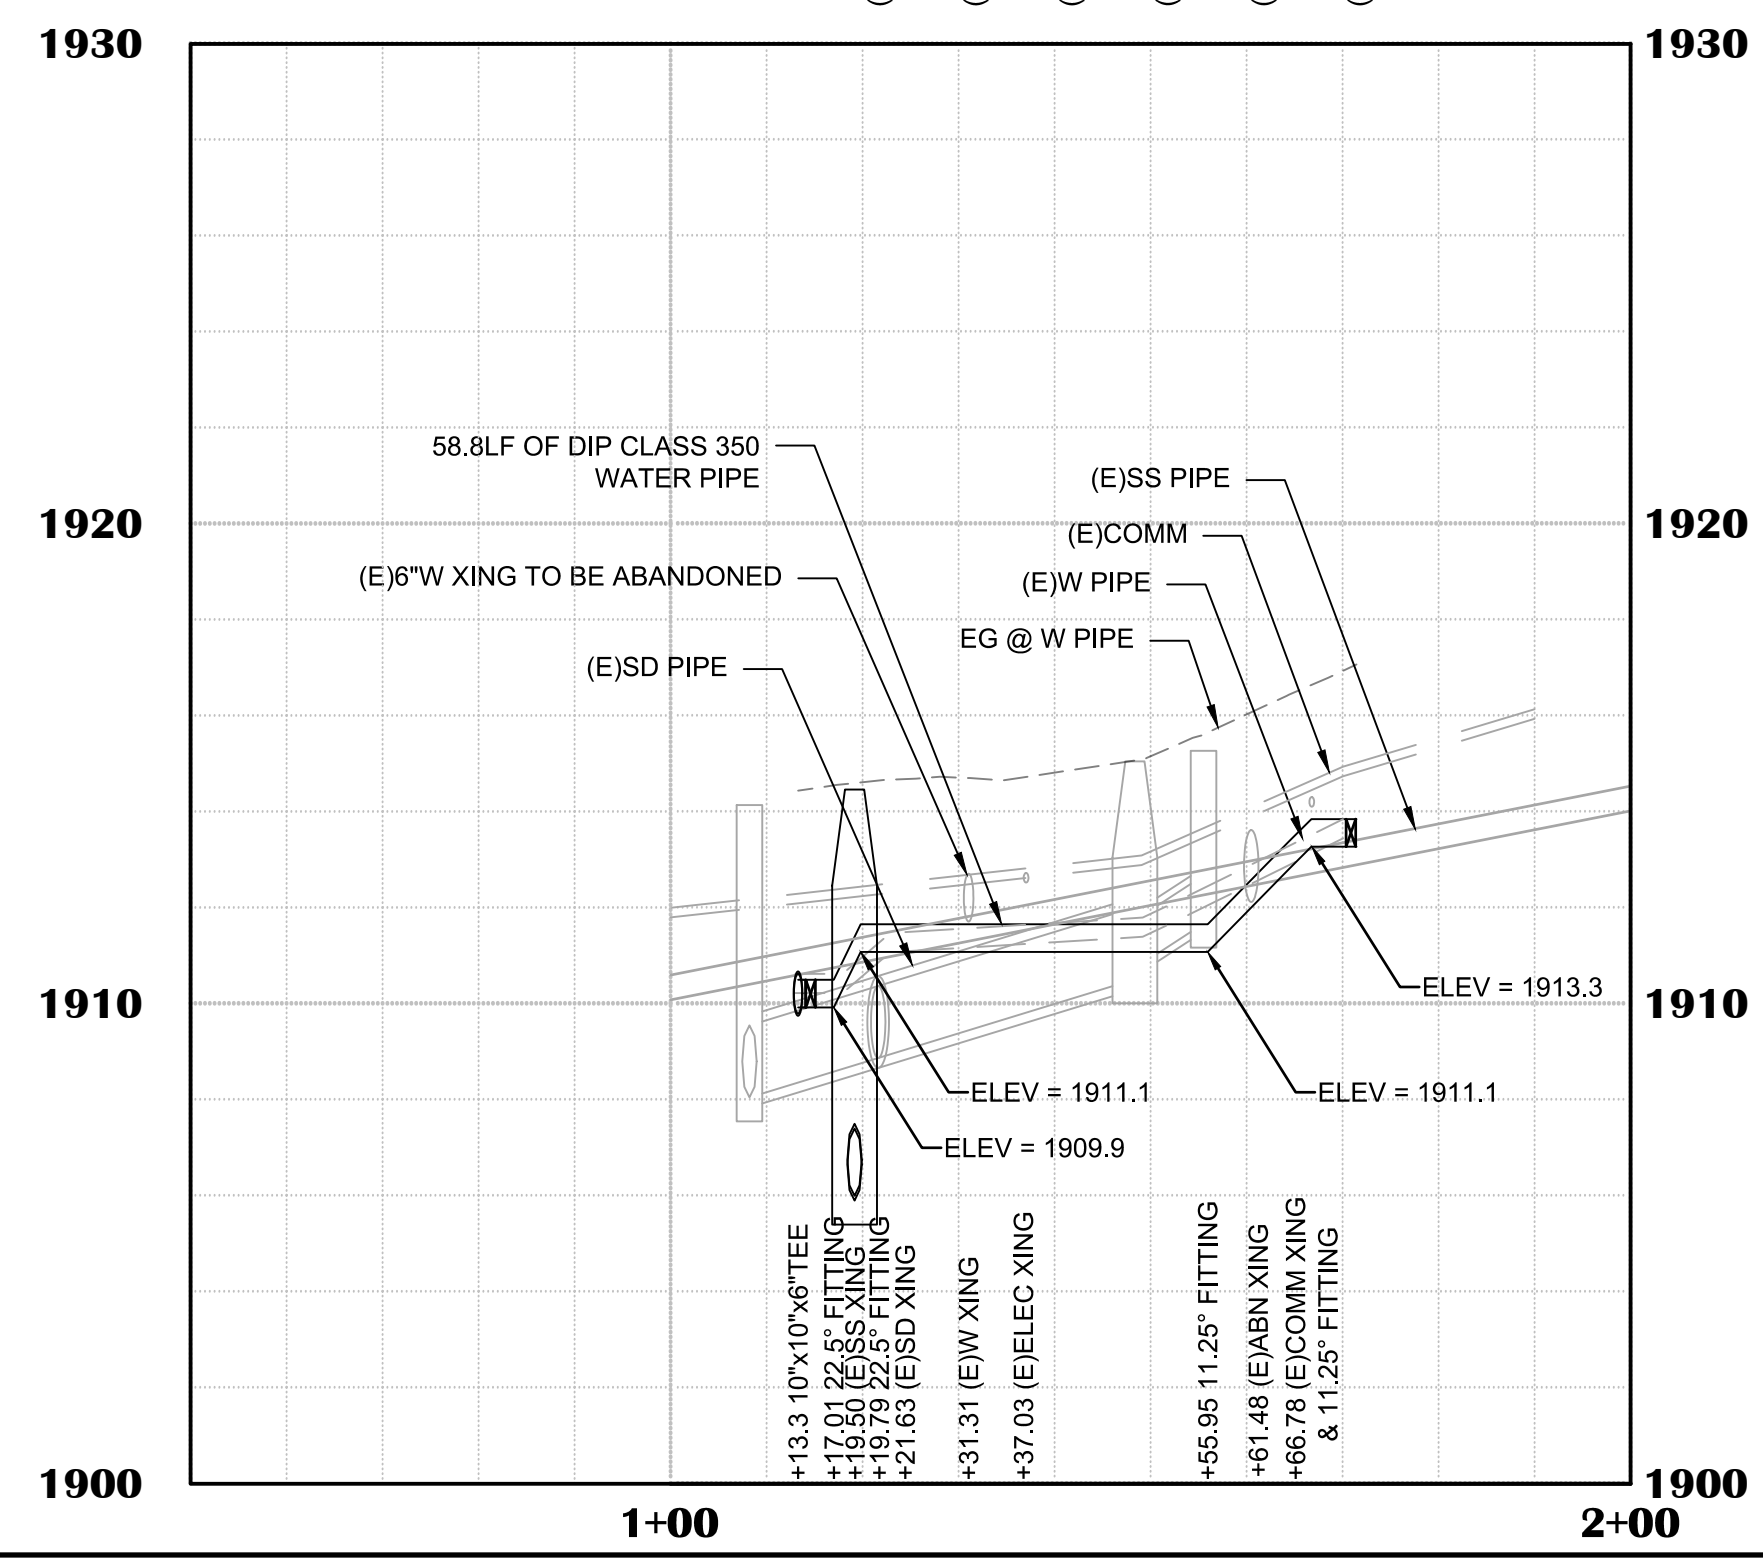 1930
1930
58.8LF OF DIP CLASS 350
WATER PIPE
(E)SS PIPE
1920
1920
(E)COMM
(E)6"W XING TO BE ABANDONED
(E)W PIPE
EG @ W PIPE
(E)SD PIPE
ELEV = 1913.3
1910
1910
ELEV = 1911.1
ELEV = 1911.1
ELEV = 1909.9
+13.3 10"x10"x6"TEE
+17.01 22.5° FITTING
+19.50 (E)SS XING
+19.79 22.5° FITTING
+21.63 (E)SD XING
+31.31 (E)W XING
+37.03 (E)ELEC XING
+55.95 11.25° FITTING
+61.48 (E)ABN XING
+66.78 (E)COMM XING
& 11.25° FITTING
1900
1900
1+00
2+00